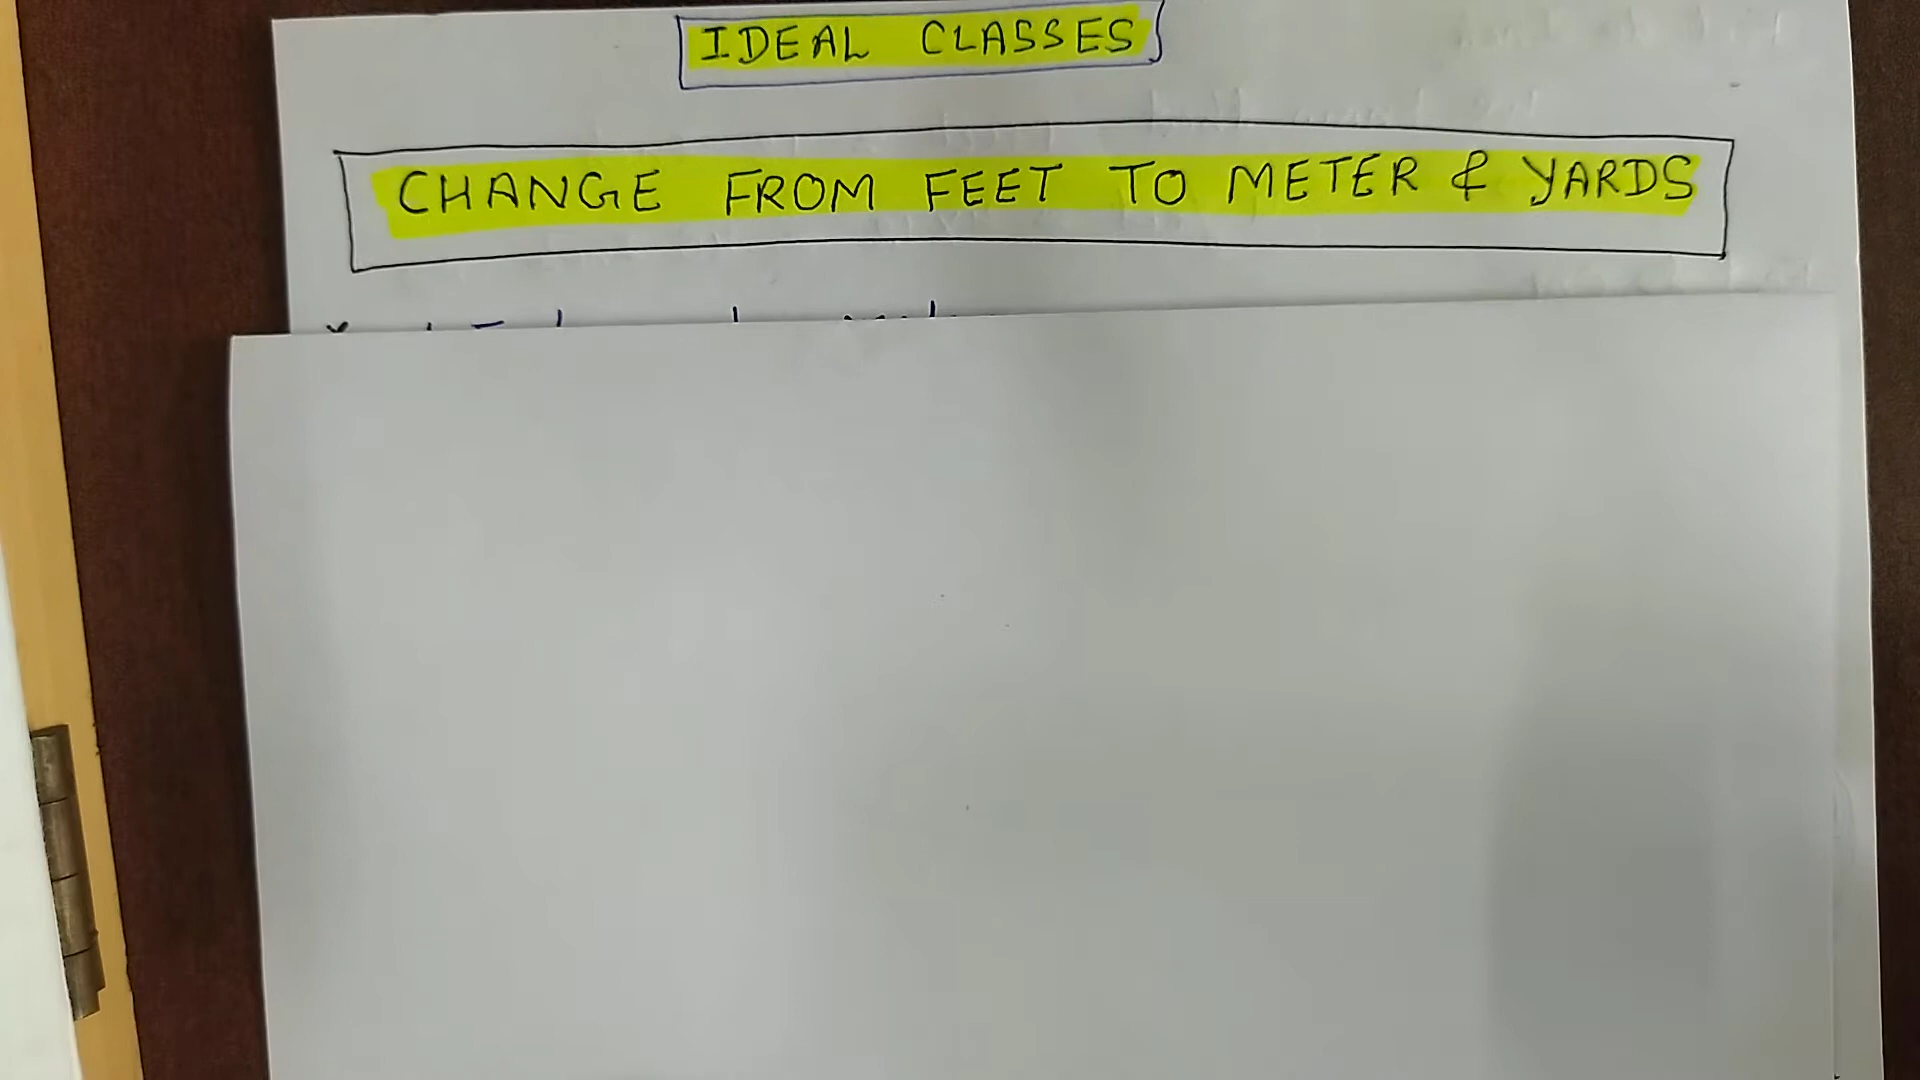 IDEAL CLASSES
CHANGE FROM FEET TO METER & YARDS